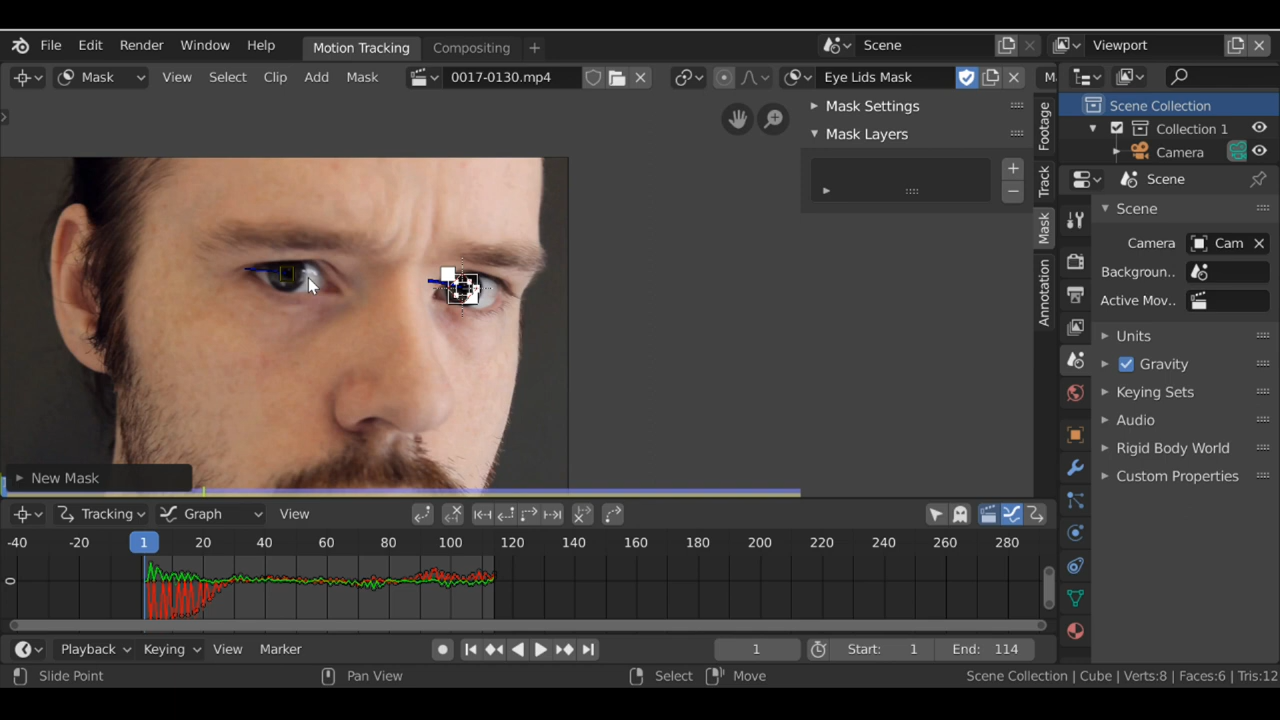 File Edit Render Window Help Motion Tracking Compositing + Scene Viewport
Mask View Select Clip Add Mask 0017-0130.mp4 Eye Lids Mask
Mask Settings
Mask Layers
Footage
Track
Mask
Annotation
Scene Collection
Collection 1
Camera
Scene
Scene
Camera Cam
Backgroun..
Active Mov..
Units
Gravity
Keying Sets
Audio
Rigid Body World
Custom Properties
New Mask
Tracking Graph View
-40 -20 1 20 40 60 80 100 120 140 160 180 200 220 240 260 280
0
Playback Keying View Marker 1 Start: 1 End: 114
Slide Point Pan View Select Move Scene Collection | Cube | Verts:8 | Faces:6 | Tris:12